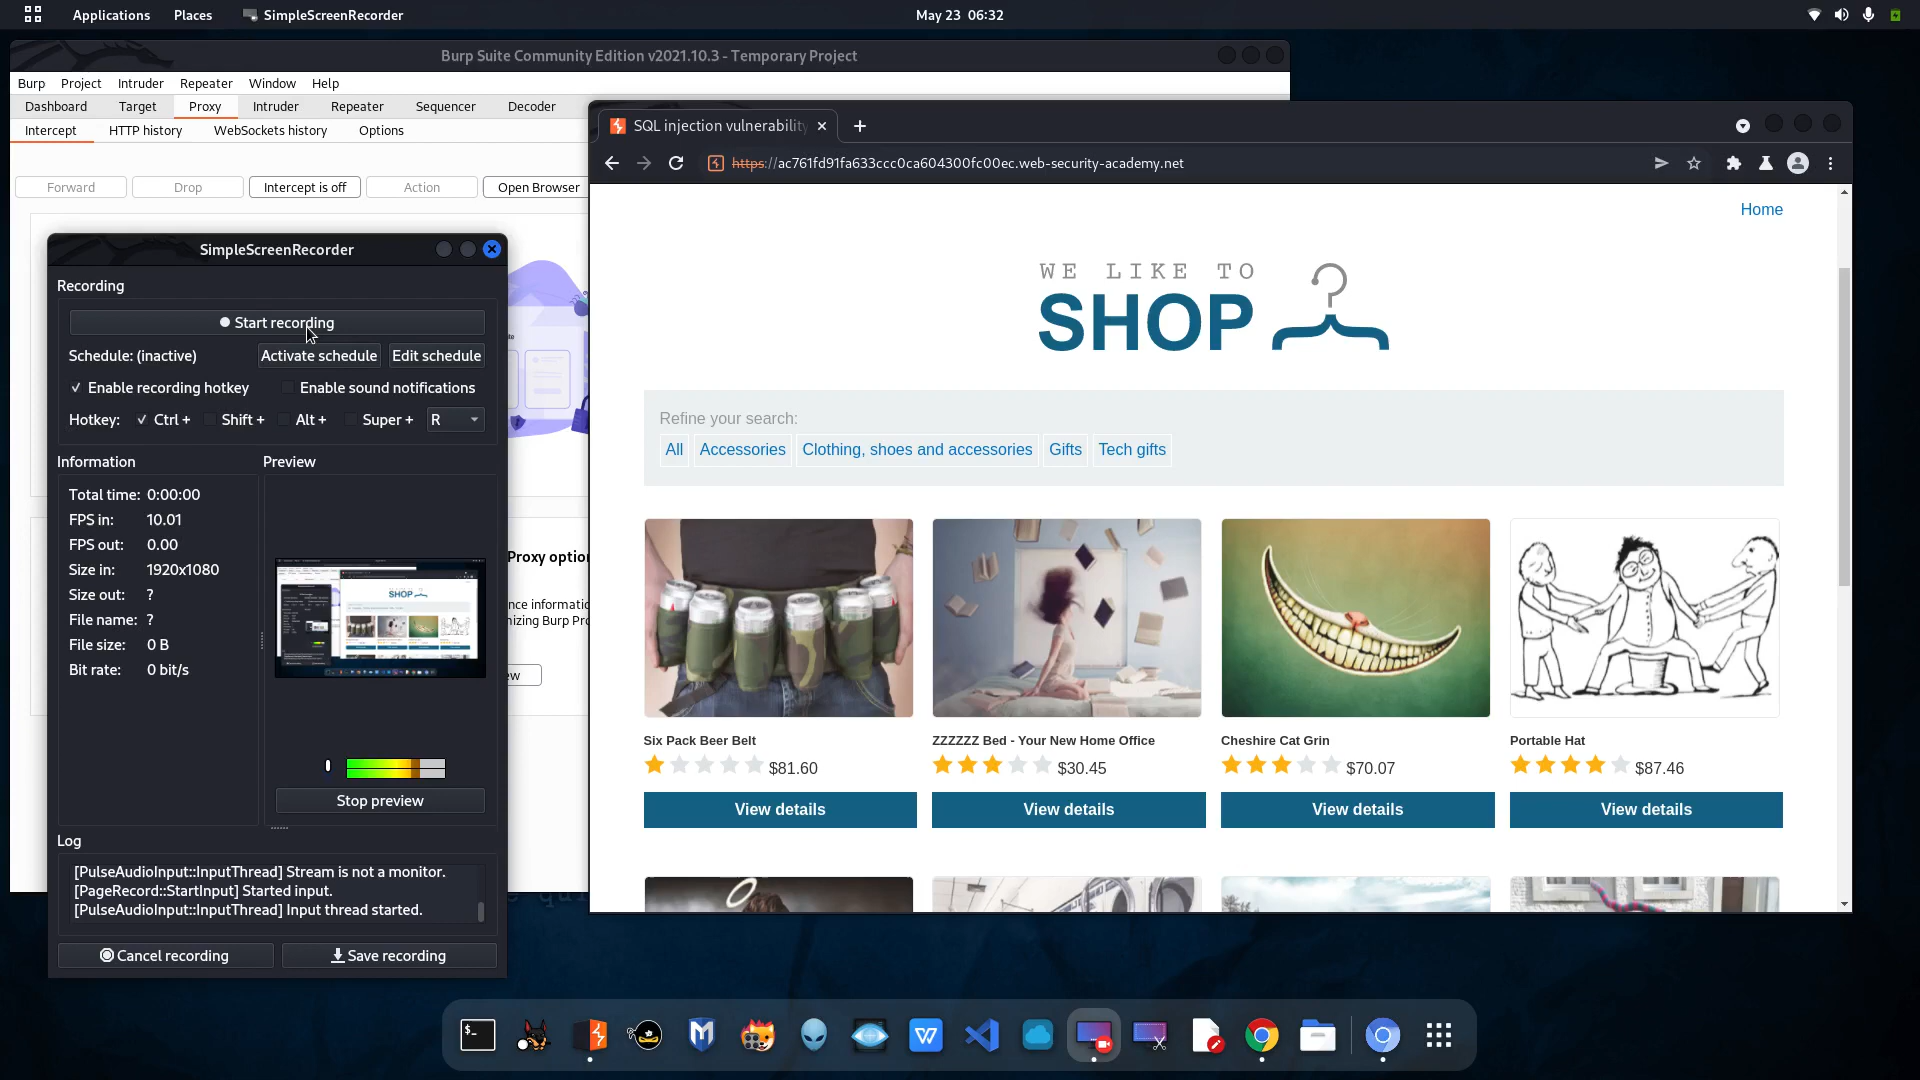 Applications Places SimpleScreenRecorder May 23 06:32
Burp Suite Community Edition v2021.10.3 - Temporary Project
Burp Project Intruder Repeater Window Help
Dashboard Target Proxy Intruder Repeater Sequencer Decoder
Intercept HTTP history WebSockets history Options
Forward Drop Intercept is off Action Open Browser
SimpleScreenRecorder
Recording
Start recording
Schedule: (inactive) Activate schedule Edit schedule
Enable recording hotkey Enable sound notifications
Hotkey: Ctrl + Shift + Alt + Super + R
Information Preview
Total time: 0:00:00
FPS in: 10.01
FPS out: 0.00
Size in: 1920x1080
Size out: ?
File name: ?
File size: 0 B
Bit rate: 0 bit/s
SHOP
Stop preview
Log
[PulseAudioInput::InputThread] Stream is not a monitor.
[PageRecord::StartInput] Started input.
[PulseAudioInput::InputThread] Input thread started.
Cancel recording Save recording
Proxy
SQL injection vulnerability
https://ac761fd91fa633ccc0ca604300fc00ec.web-security-academy.net
Home
WE LIKE TO
SHOP
Refine your search:
All Accessories Clothing, shoes and accessories Gifts Tech gifts
Six Pack Beer Belt ZZZZZZ Bed - Your New Home Office Cheshire Cat Grin Portable Hat
$81.60 $30.45 $70.07 $87.46
View details View details View details View details